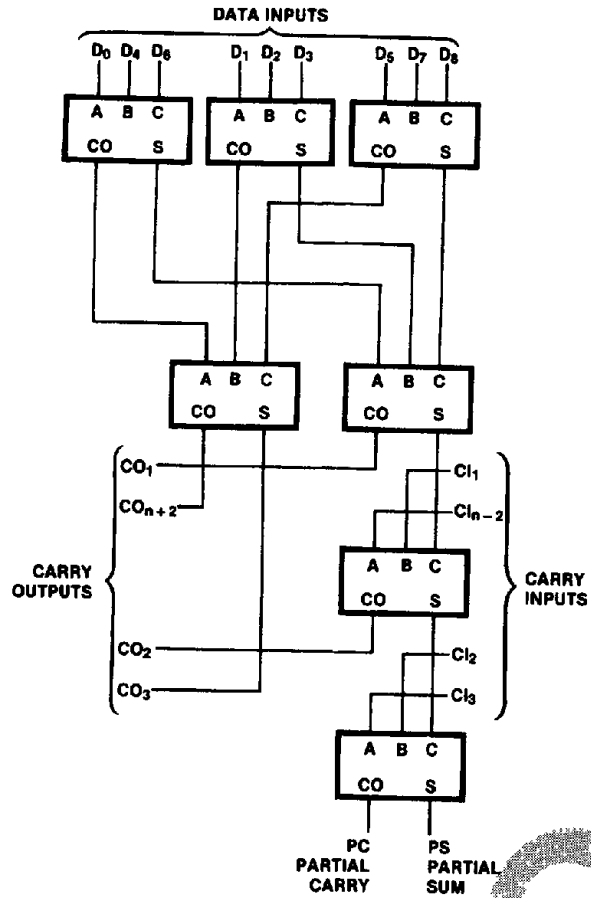 DATA INPUTS
D0 D4 D6 D1 D2 D3 D5 D7 D8
A B C A B C A B C
CO S CO S CO S
A B C A B C
CO S CO S
CO1 CI1
COn+2 CIn−2
A B C
CARRY OUTPUTS
CARRY INPUTS
CO S
CO2 CI2
CO3 CI3
A B C
CO S
PC PARTIAL CARRY
PS PARTIAL SUM